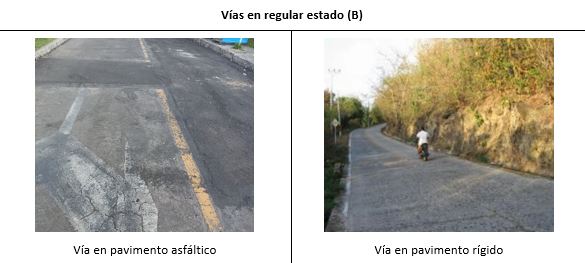 Vías en regular estado (B)
Vía en pavimento asfáltico
Vía en pavimento rígido